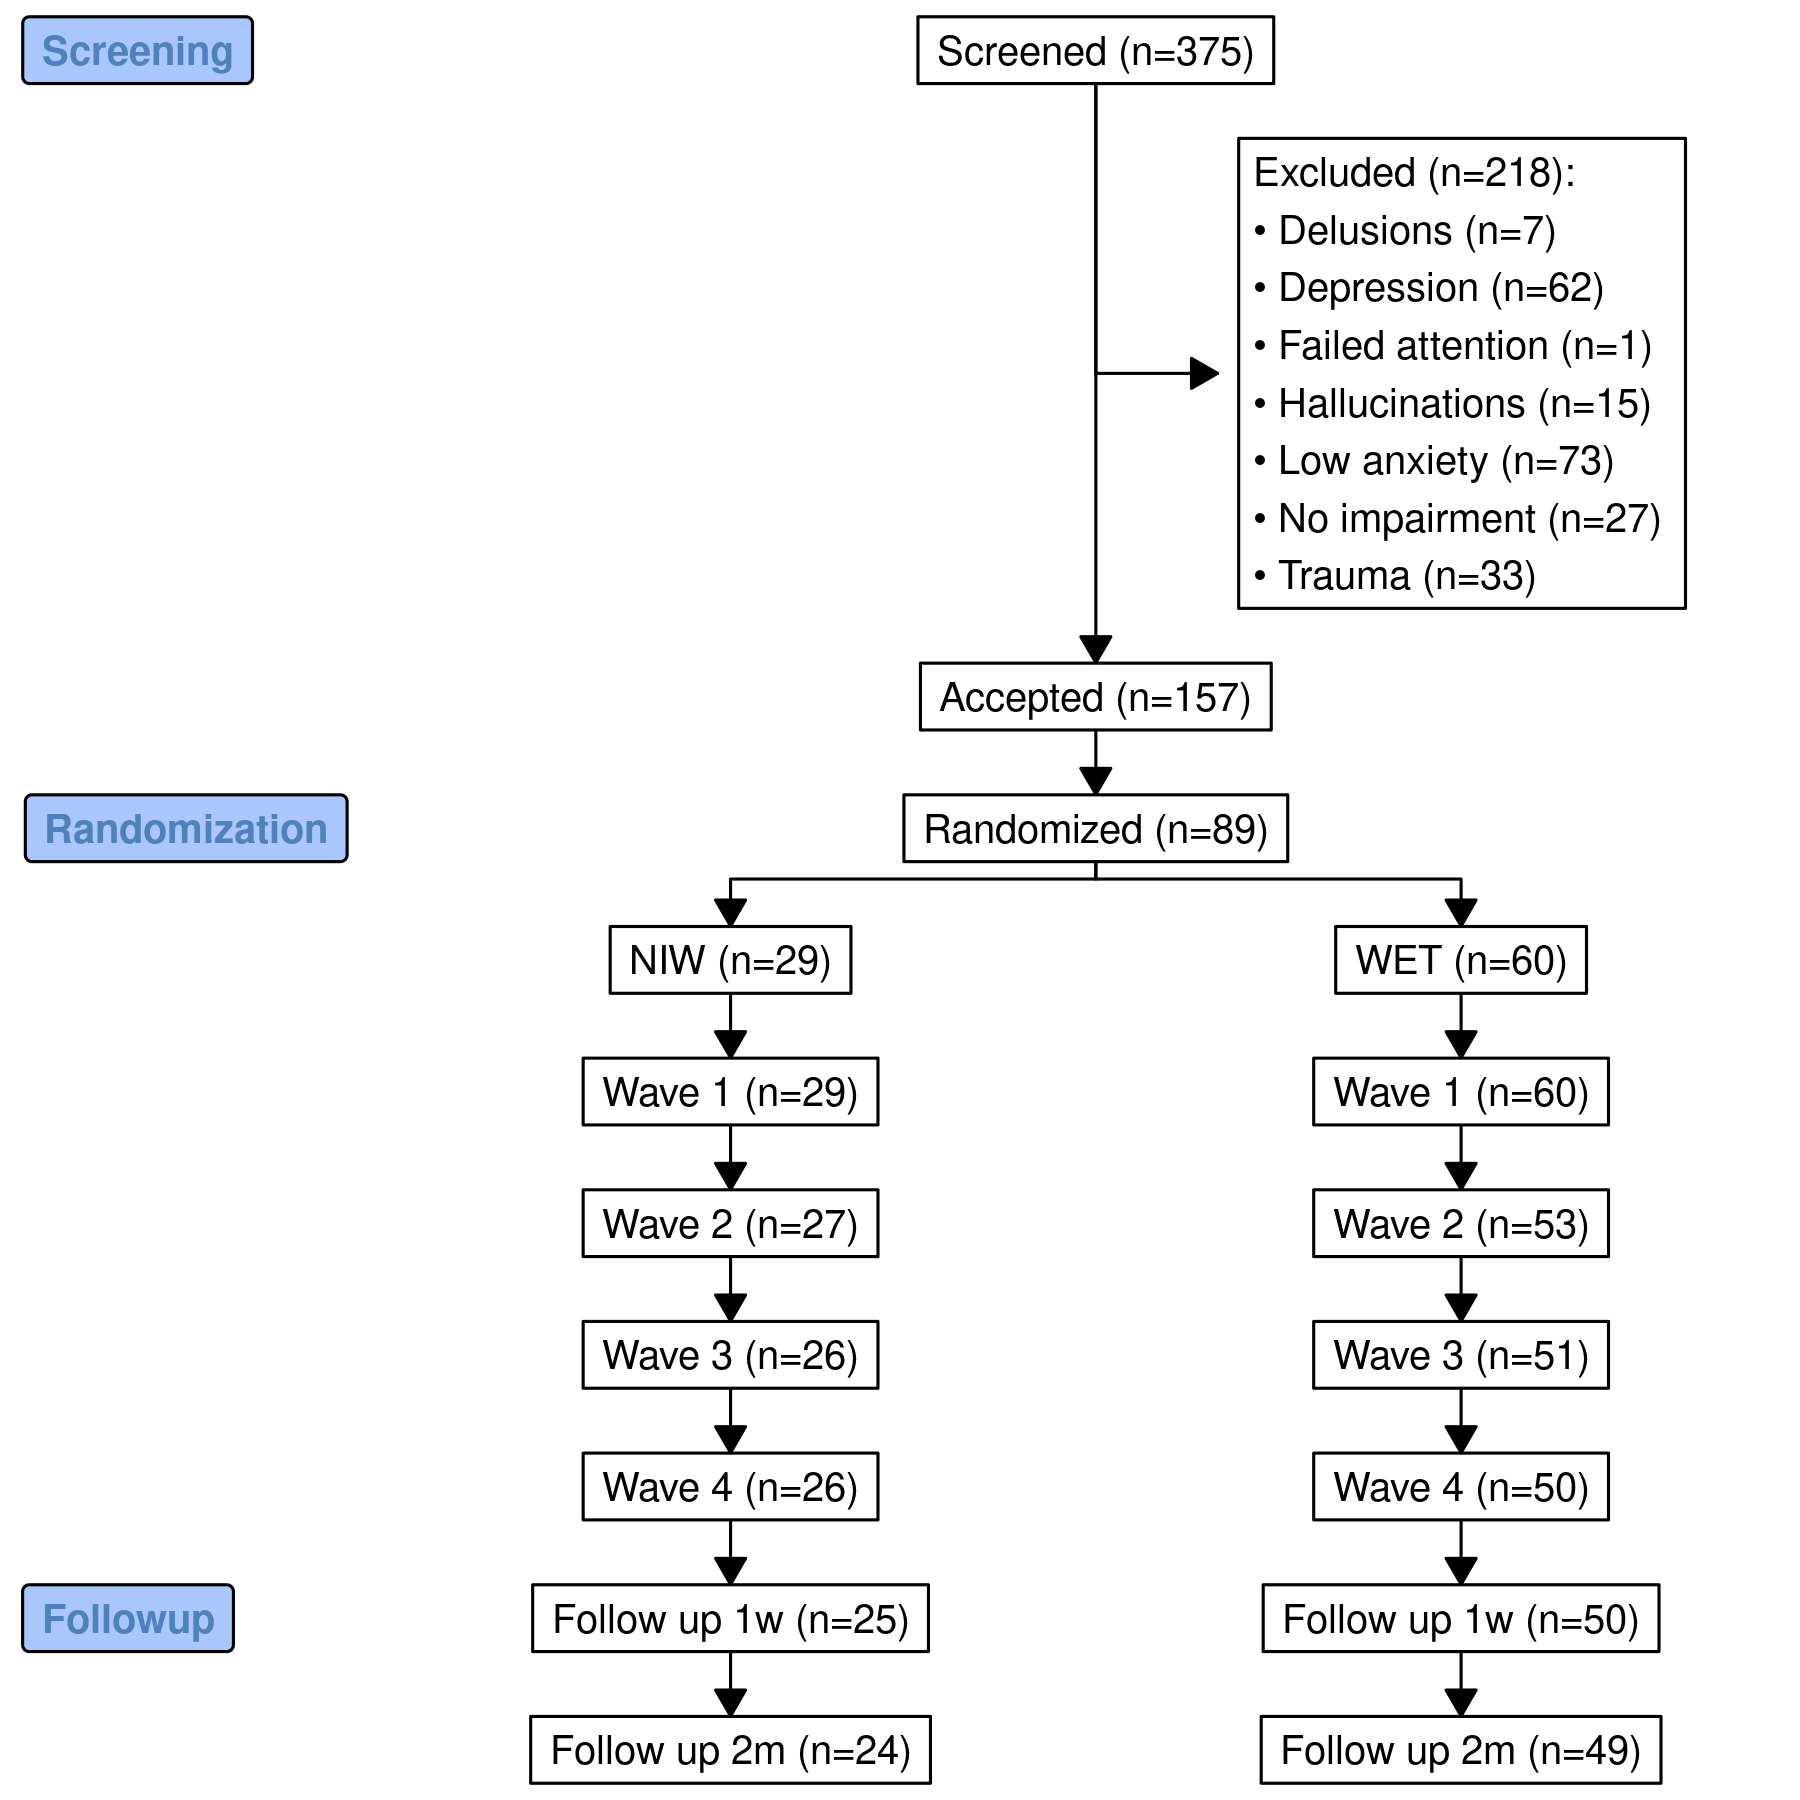 Screening
Screened (n=375)
Excluded (n=218):
• Delusions (n=7)
• Depression (n=62)
• Failed attention (n=1)
• Hallucinations (n=15)
• Low anxiety (n=73)
• No impairment (n=27)
• Trauma (n=33)
Accepted (n=157)
Randomization
Randomized (n=89)
NIW (n=29)
WET (n=60)
Wave 1 (n=29)
Wave 1 (n=60)
Wave 2 (n=27)
Wave 2 (n=53)
Wave 3 (n=26)
Wave 3 (n=51)
Wave 4 (n=26)
Wave 4 (n=50)
Followup
Follow up 1w (n=25)
Follow up 1w (n=50)
Follow up 2m (n=24)
Follow up 2m (n=49)